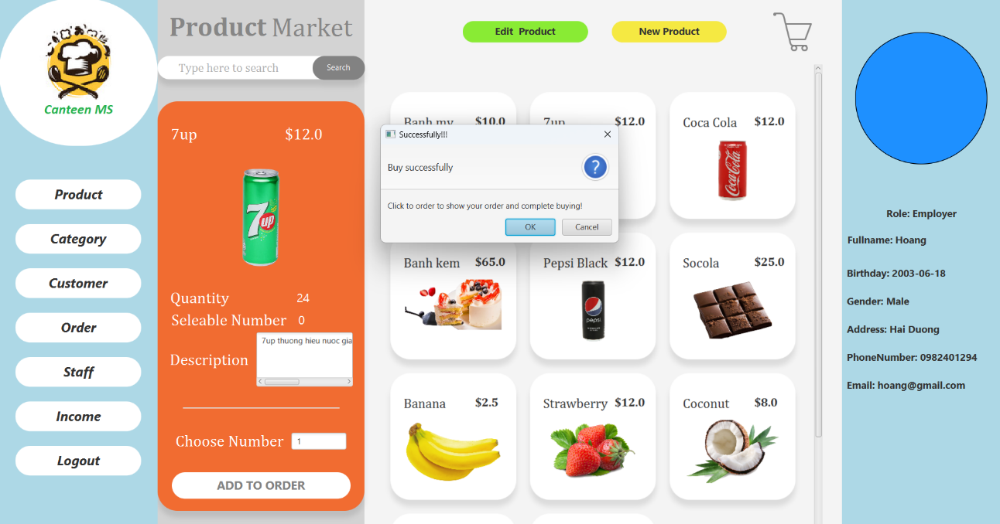 Canteen MS
Product
Category
Customer
Order
Staff
Income
Logout
Product Market
Type here to search
Search
7up $12.0
7up
Quantity 24
Seleable Number 0
Description
7up thuong hieu nuoc gia
Choose Number 1
ADD TO ORDER
Edit Product
New Product
Banh my $10.0
7up $12.0
Coca Cola $12.0
Coca-Cola
Successfully!!!
Buy successfully
?
Click to order to show your order and complete buying!
OK Cancel
Banh kem $65.0
Pepsi Black $12.0
pepsi
Socola $25.0
Banana $2.5
Strawberry $12.0
Coconut $8.0
Role: Employer
Fullname: Hoang
Birthday: 2003-06-18
Gender: Male
Address: Hai Duong
PhoneNumber: 0982401294
Email: hoang@gmail.com